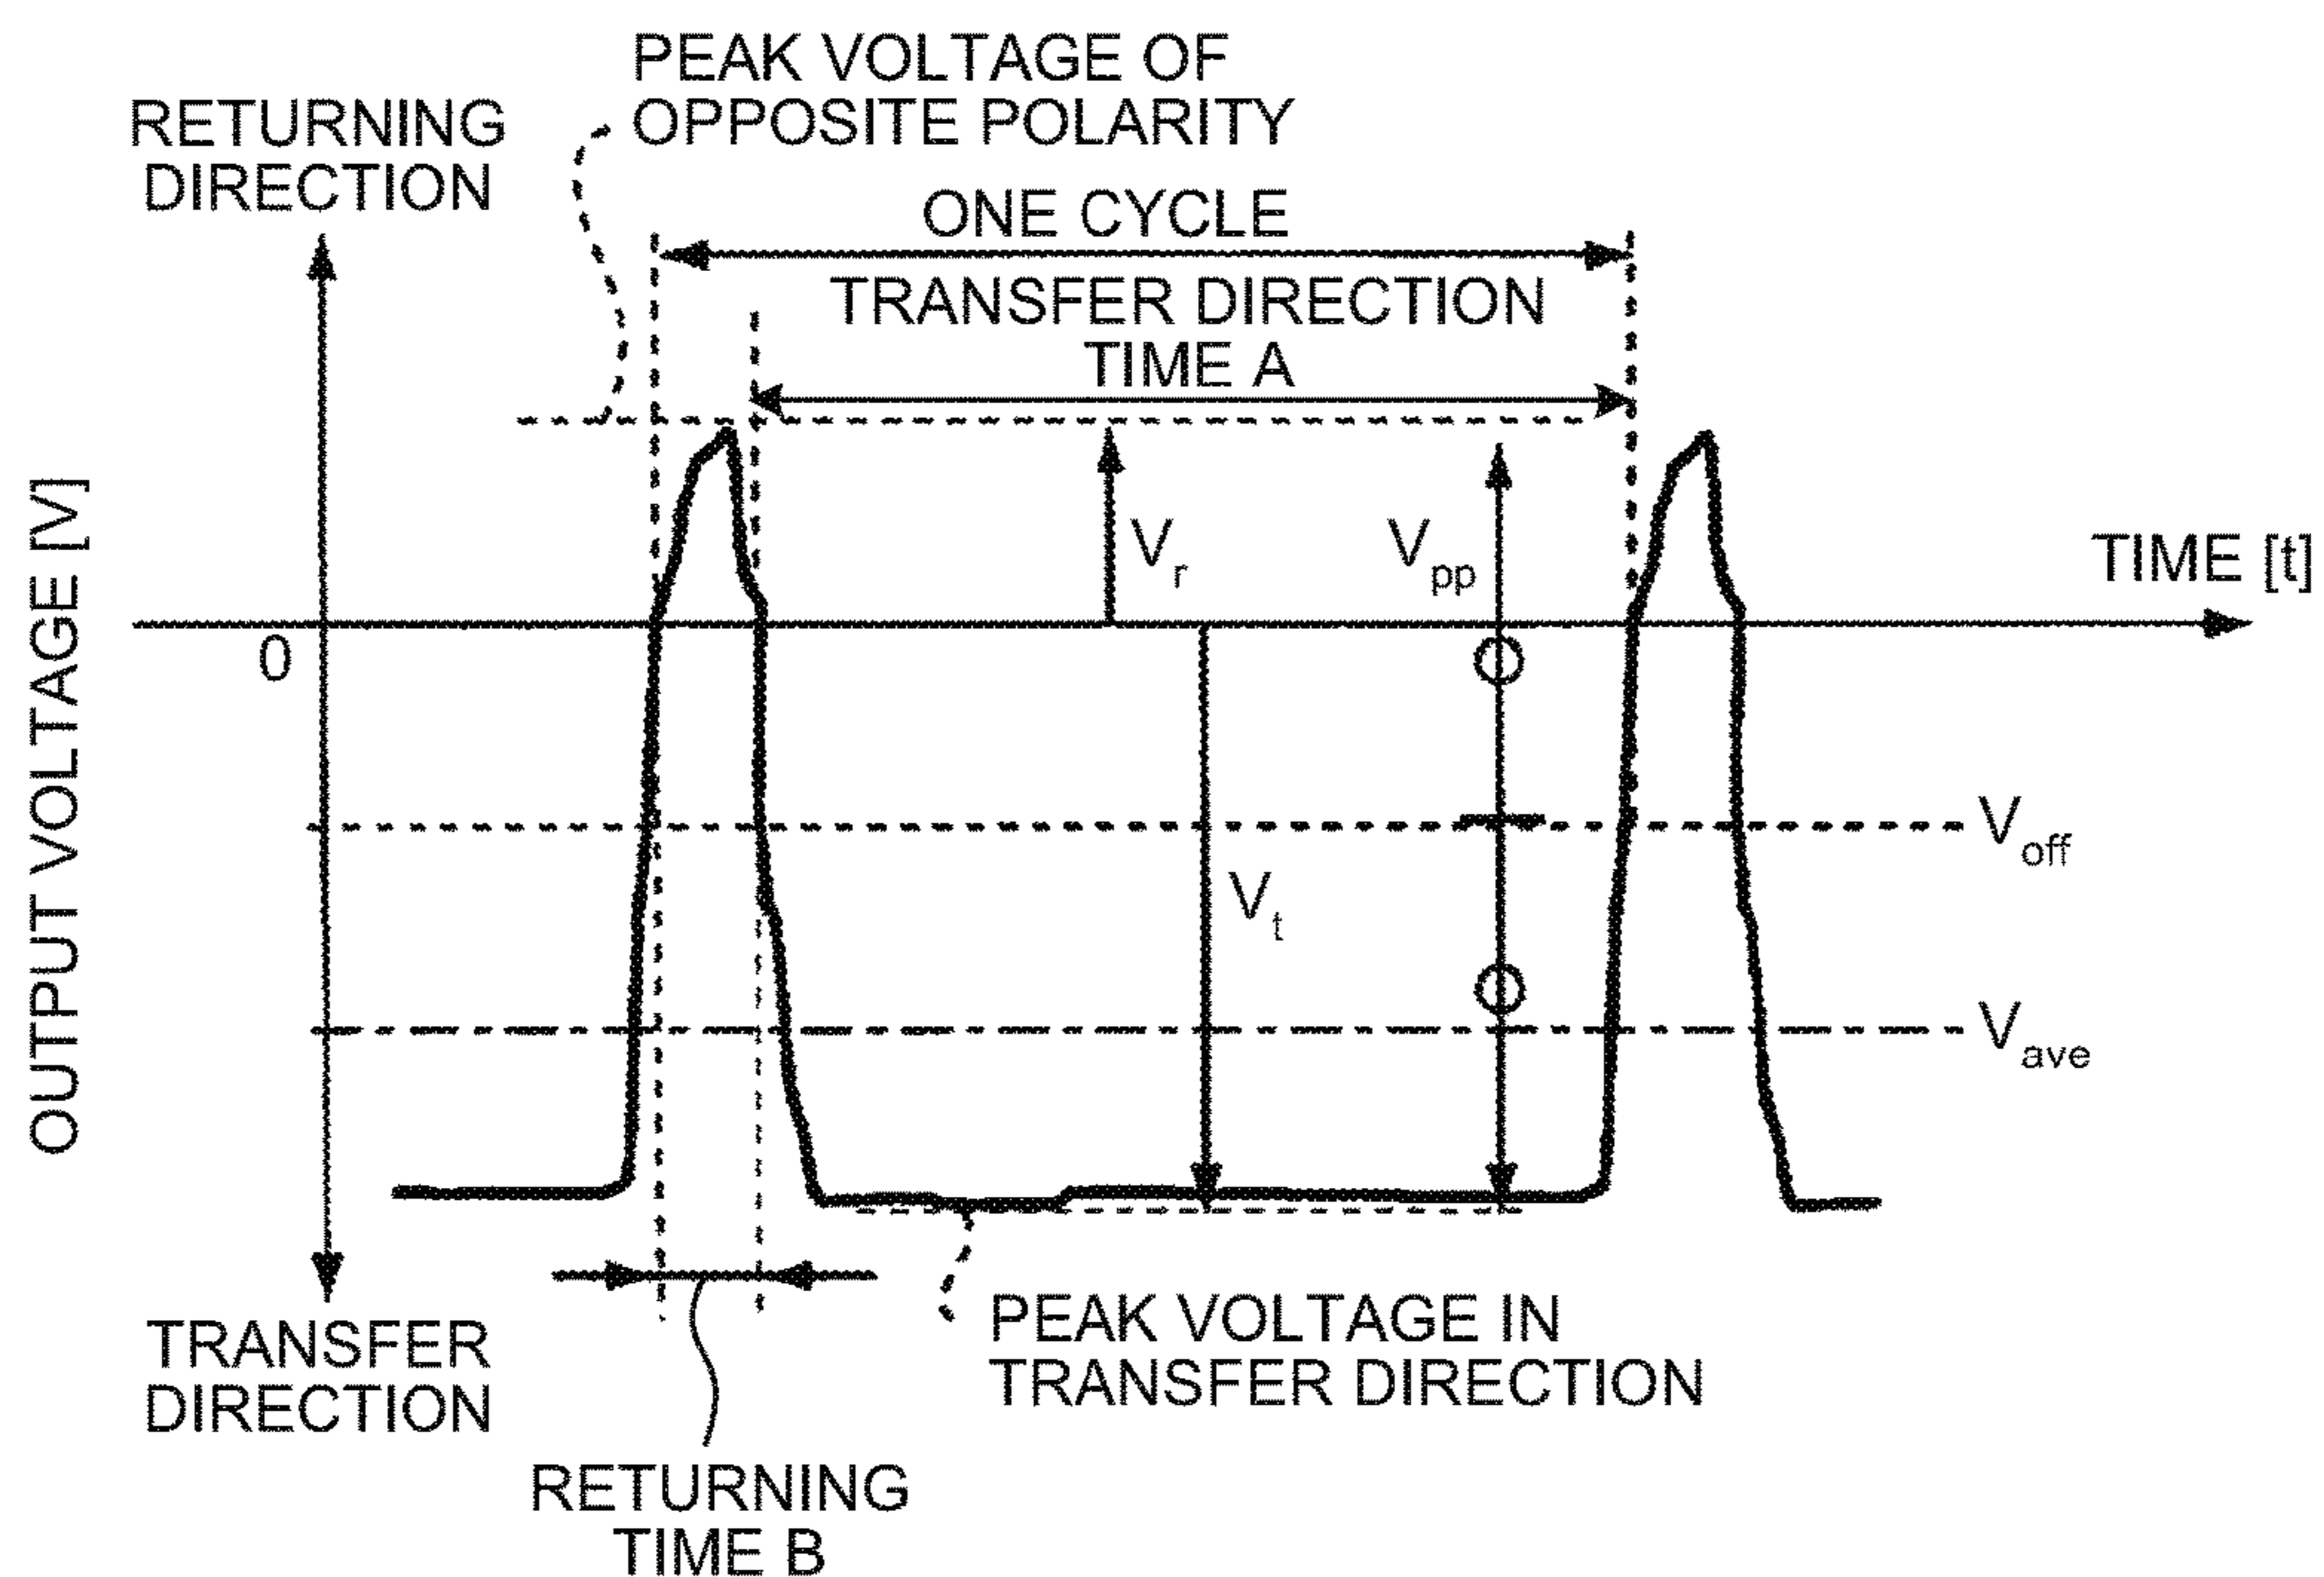 PEAK VOLTAGE OF
OPPOSITE POLARITY
RETURNING
DIRECTION
ONE CYCLE
TRANSFER DIRECTION
TIME A
OUTPUT VOLTAGE [V]
Vr
Vpp
TIME [t]
0
Voff
Vt
Vave
TRANSFER
DIRECTION
PEAK VOLTAGE IN
TRANSFER DIRECTION
RETURNING
TIME B